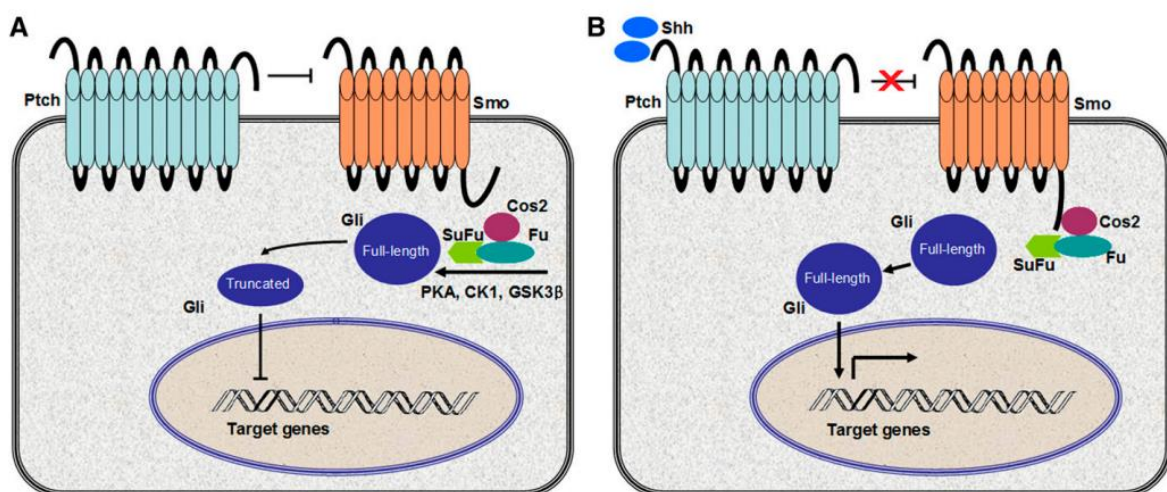 A
Ptch
Smo
Cos2
Gli
SuFu
Fu
Full-length
Truncated
PKA, CK1, GSK3β
Gli
Target genes
B
Shh
Ptch
Smo
Gli
Cos2
Full-length
SuFu
Fu
Full-length
Gli
Target genes